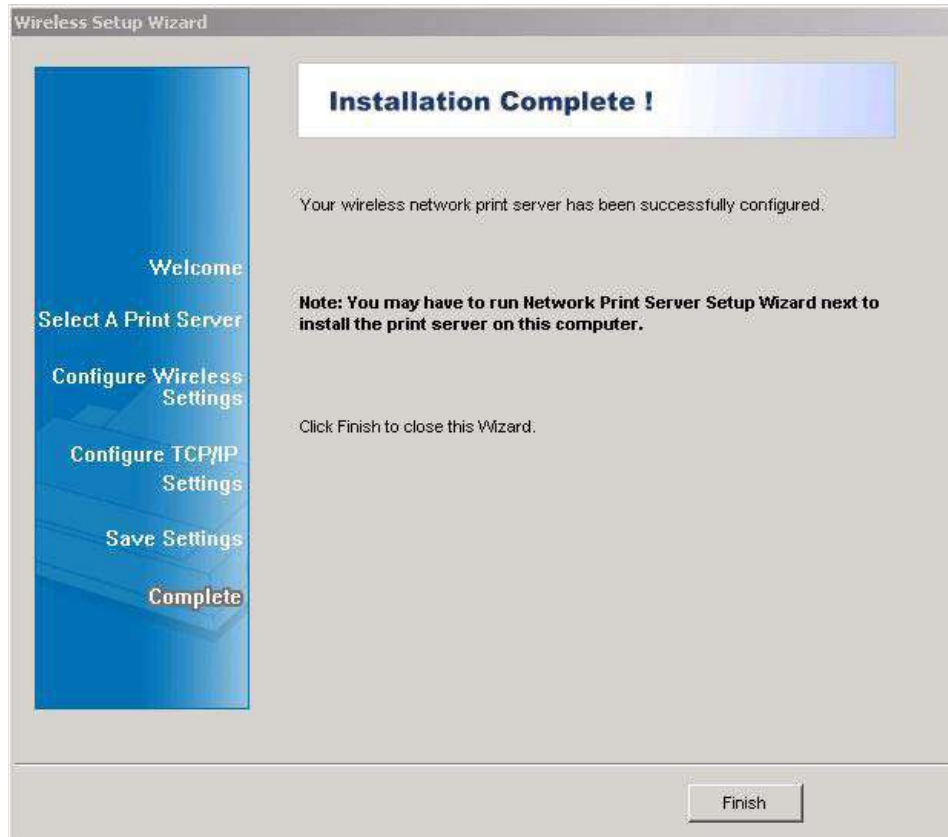 Wireless Setup Wizard
Installation Complete !
Your wireless network print server has been successfully configured.
Welcome
Select A Print Server
Note: You may have to run Network Print Server Setup Wizard next to
install the print server on this computer.
Configure Wireless
Settings
Click Finish to close this Wizard.
Configure TCP/IP
Settings
Save Settings
Complete
Finish